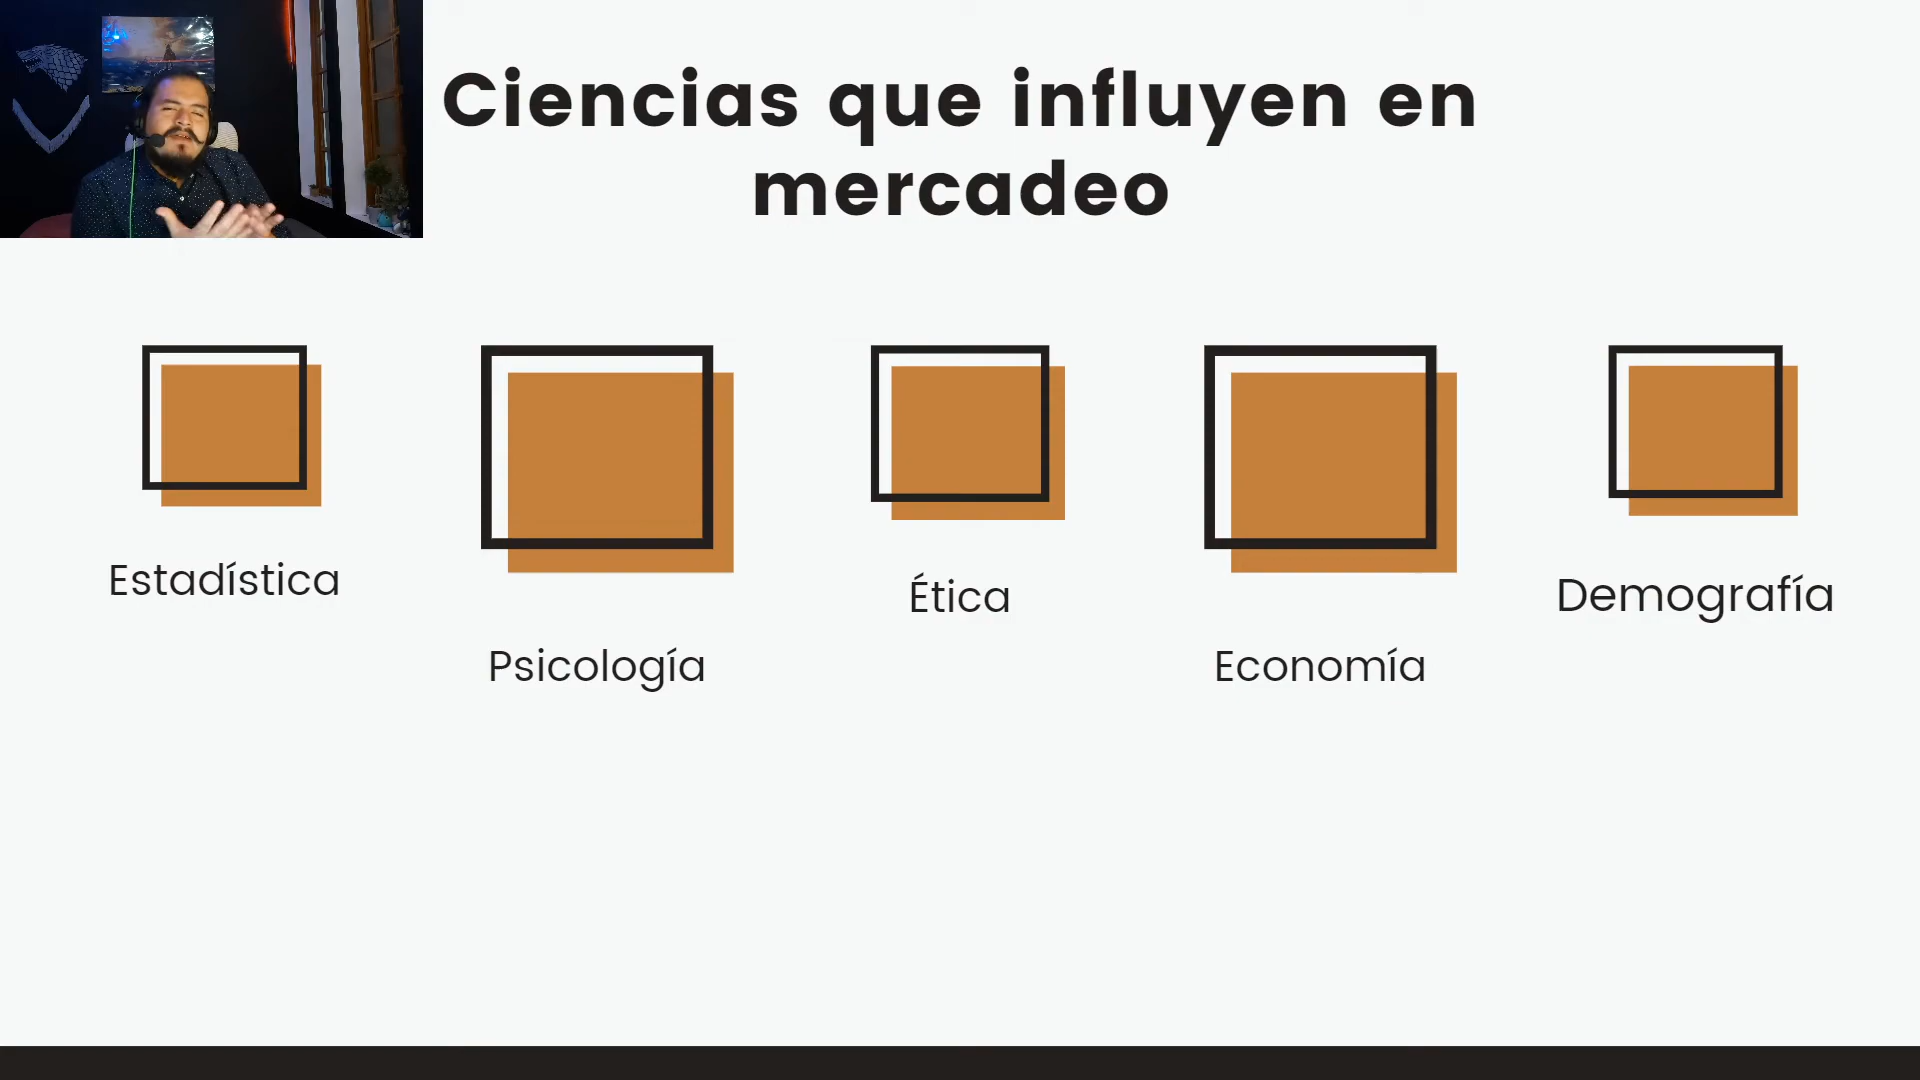 Ciencias que influyen en
mercadeo
Estadística
Psicología
Ética
Economía
Demografía